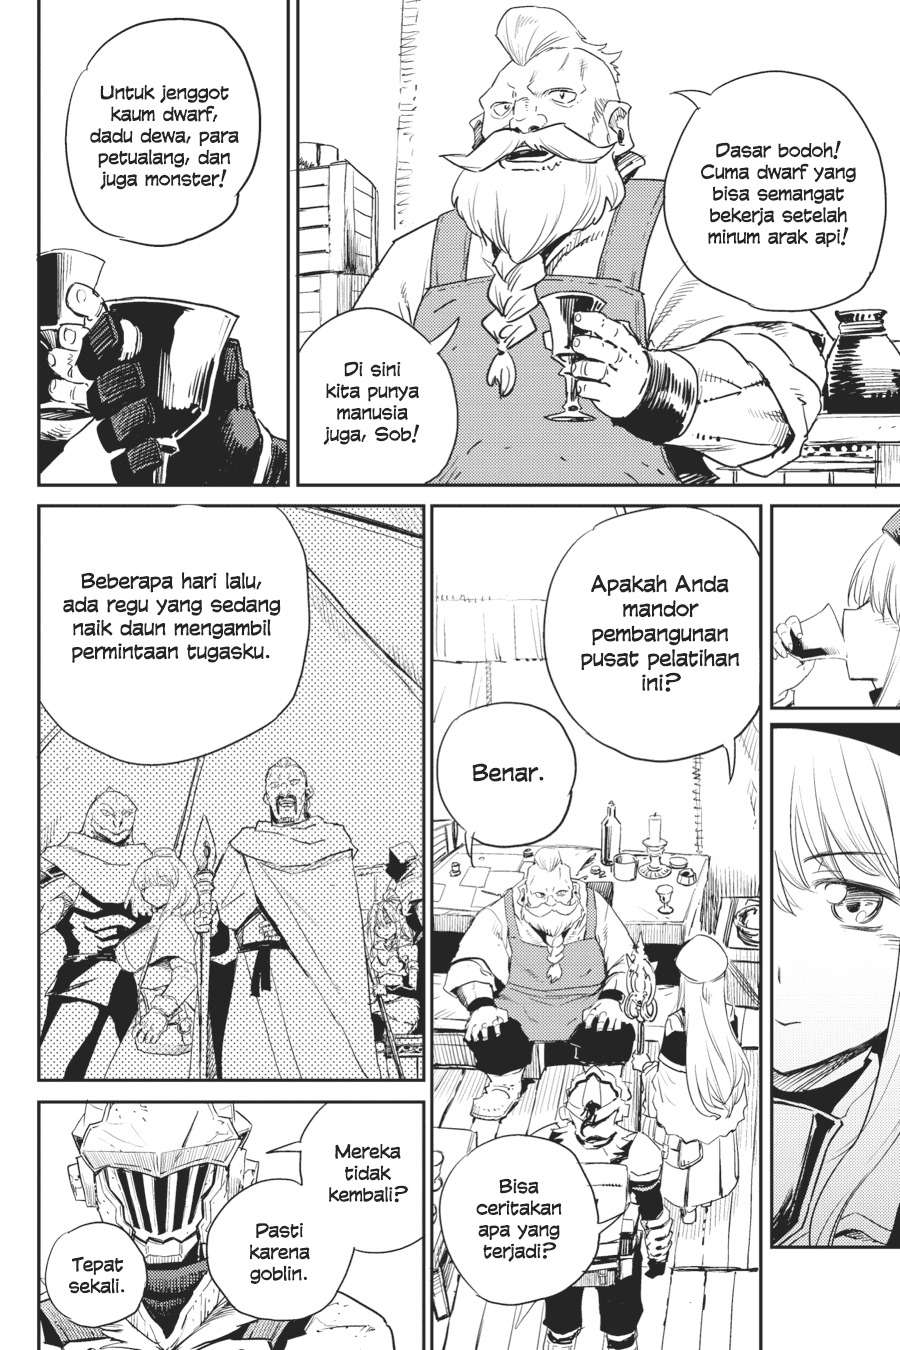 Dasar bodoh!
Cuma dwarf yang
bisa semangat
bekerja setelah
minum arak api!
Di sini
kita punya
manusia
juga, Sob!
Untuk jenggot
kaum dwarf,
dadu dewa, para
petualang, dan
juga monster!
Apakah Anda
mandor
pembangunan
pusat pelatihan
ini?
Benar.
Bisa
ceritakan
apa yang
terjadi?
Beberapa hari lalu,
ada regu yang sedang
naik daun mengambil
permintaan tugasku.
Mereka
tidak
kembali?
Pasti
karena
goblin.
Tepat
sekali.